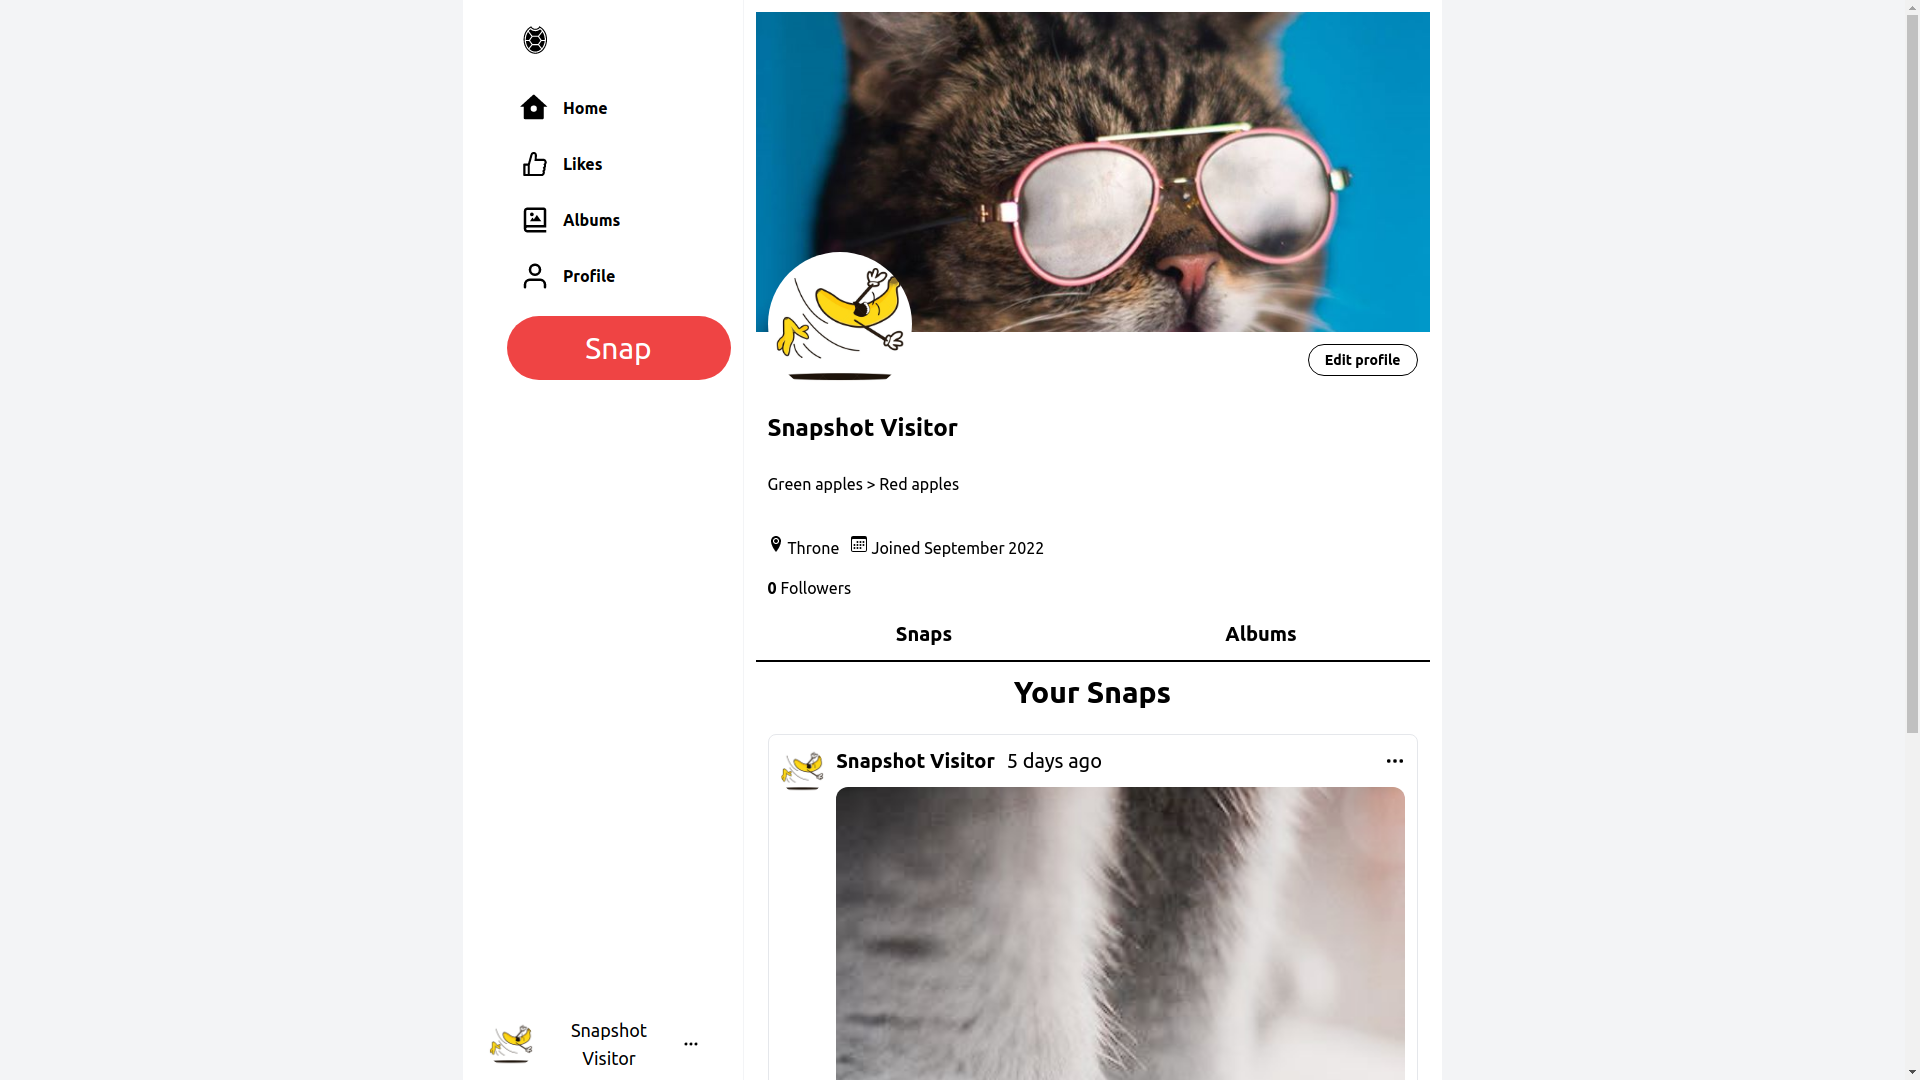 Home
Likes
Albums
Profile
Snap
Edit profile
Snapshot Visitor
Green apples > Red apples
Throne Joined September 2022
0 Followers
Snaps Albums
Your Snaps
Snapshot Visitor 5 days ago
Snapshot
Visitor